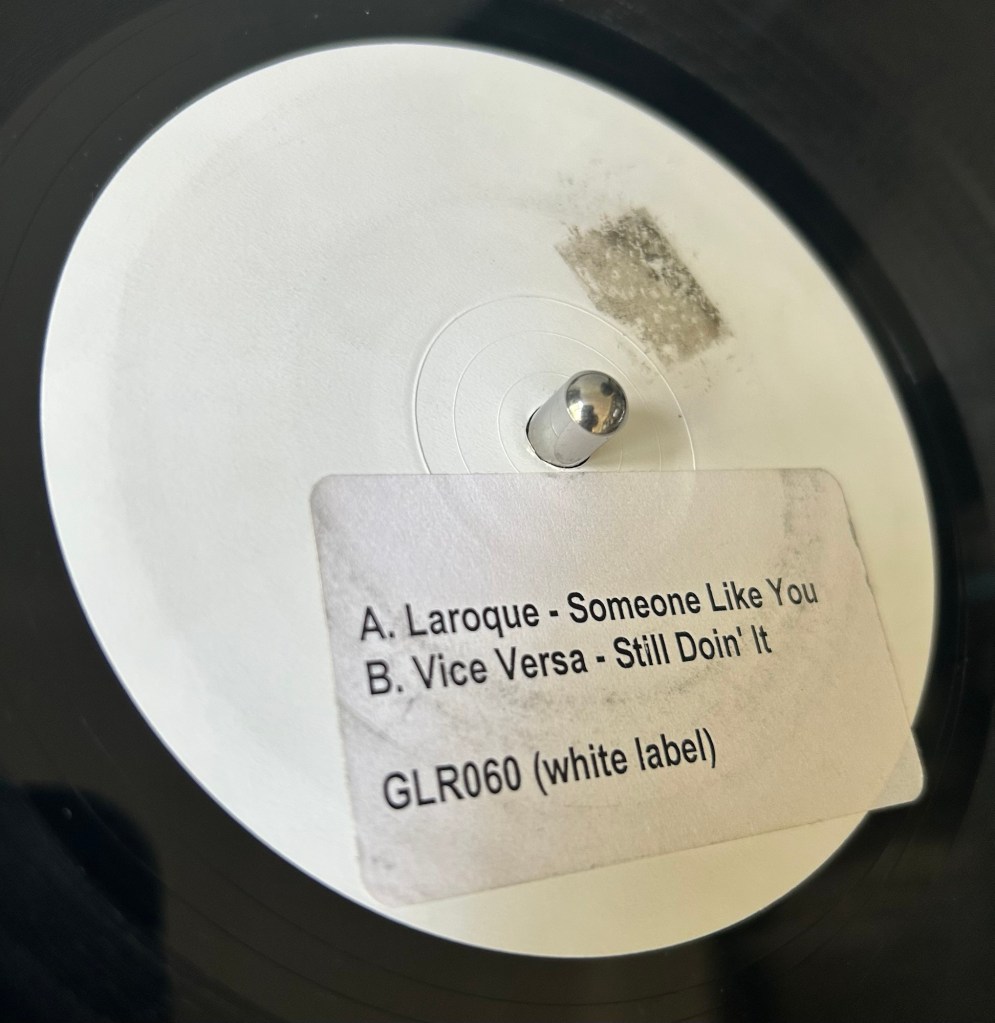 A. Laroque - Someone Like You
B. Vice Versa - Still Doin' It
GLR060 (white label)